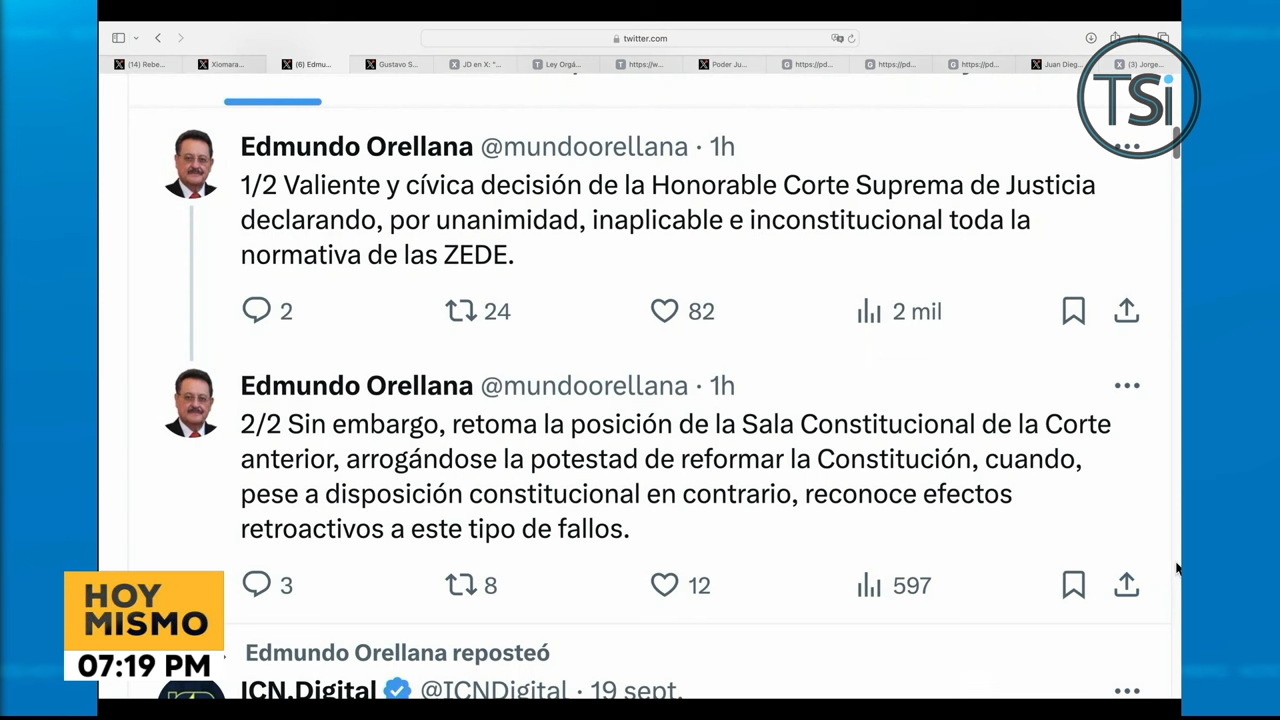 twitter.com
(14) Rebe...
Xiomara...
(6) Edmu...
Gustavo S...
JD en X: "...
Ley Orgá...
https://w...
Poder Ju...
https://pd...
https://pd...
https://pd...
Juan Dieg...
(3) Jorge...
TSi
Edmundo Orellana @mundoorellana · 1h
1/2 Valiente y cívica decisión de la Honorable Corte Suprema de Justicia
declarando, por unanimidad, inaplicable e inconstitucional toda la
normativa de las ZEDE.
2 24 82 2 mil
Edmundo Orellana @mundoorellana · 1h
2/2 Sin embargo, retoma la posición de la Sala Constitucional de la Corte
anterior, arrogándose la potestad de reformar la Constitución, cuando,
pese a disposición constitucional en contrario, reconoce efectos
retroactivos a este tipo de fallos.
3 8 12 597
Edmundo Orellana reposteó
ICN.Digital @ICNDigital · 19 sept.
HOY
MISMO
07:19 PM